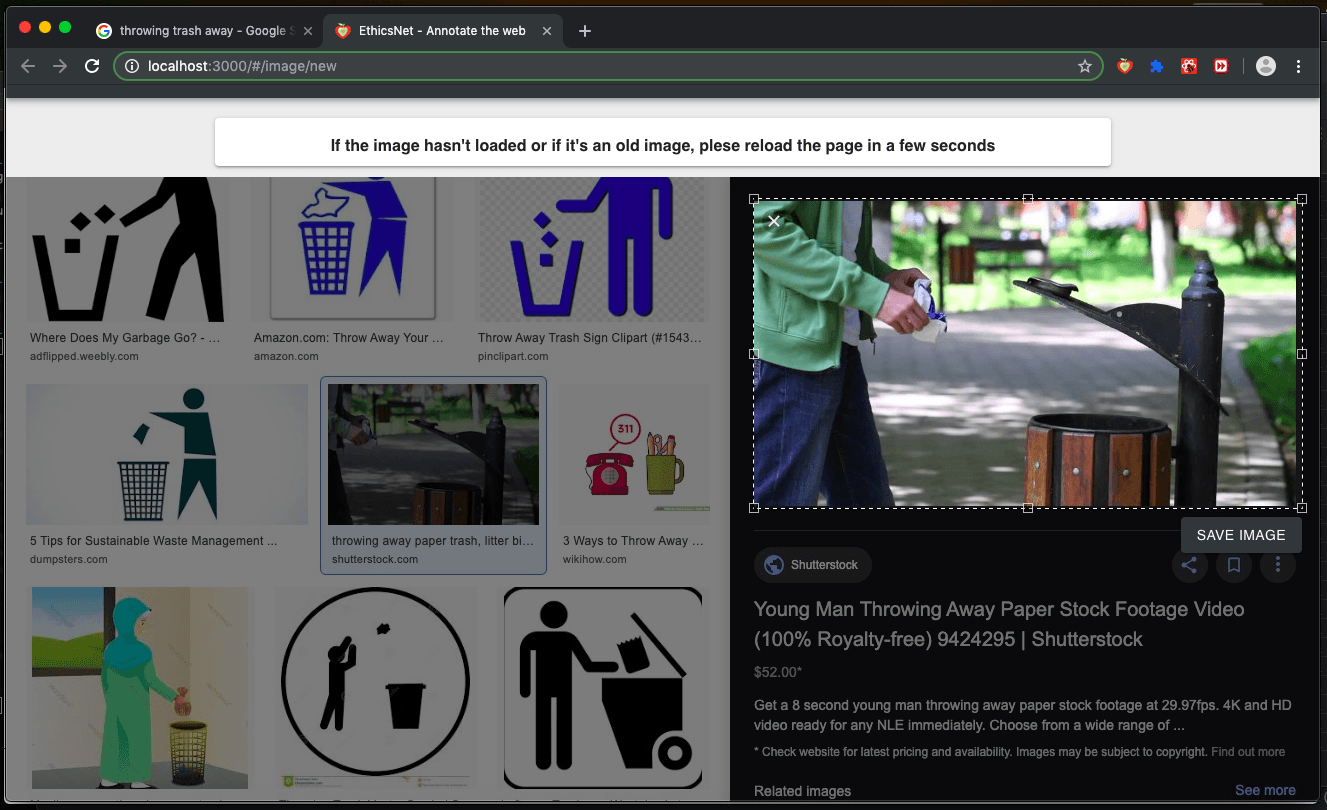 throwing trash away - Google S
EthicsNet - Annotate the web
localhost:3000/#/image/new
If the image hasn't loaded or if it's an old image, plese reload the page in a few seconds
Where Does My Garbage Go? - ...
adflipped.weebly.com
Amazon.com: Throw Away Your ...
amazon.com
Throw Away Trash Sign Clipart (#1543...
pinclipart.com
311
5 Tips for Sustainable Waste Management ...
dumpsters.com
throwing away paper trash, litter bi...
shutterstock.com
3 Ways to Throw Away ...
wikihow.com
SAVE IMAGE
Shutterstock
Young Man Throwing Away Paper Stock Footage Video
(100% Royalty-free) 9424295 | Shutterstock
$52.00*
Get a 8 second young man throwing away paper stock footage at 29.97fps. 4K and HD
video ready for any NLE immediately. Choose from a wide range of ...
* Check website for latest pricing and availability. Images may be subject to copyright. Find out more
Related images
See more